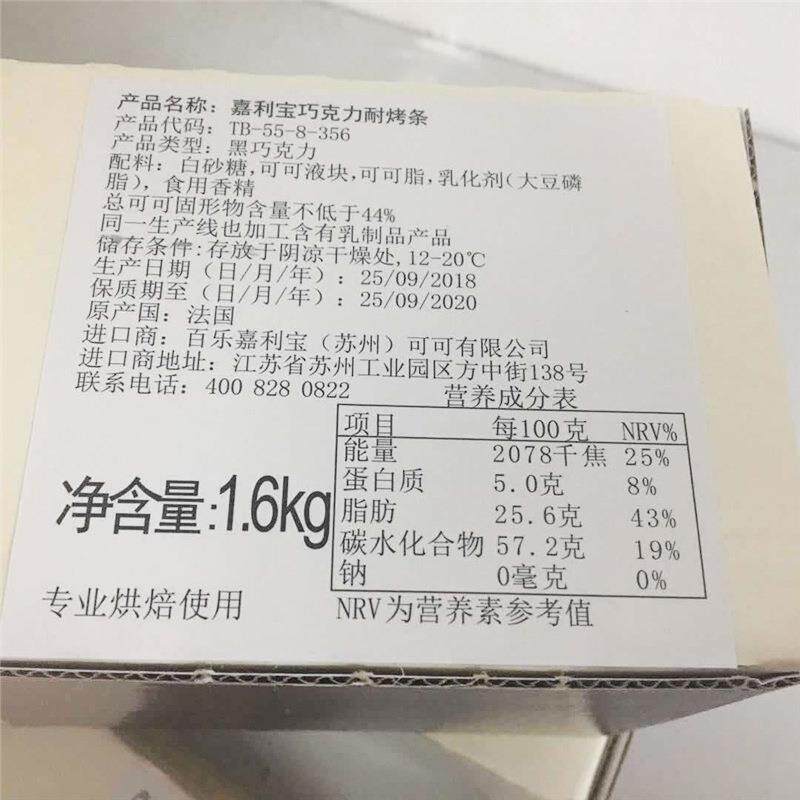 产品名称：嘉利宝巧克力耐烤条
产品代码：TB-55-8-356
产品类型：黑巧克力
配料：白砂糖,可可液块,可可脂,乳化剂(大豆磷
脂),食用香精
总可可固形物含量不低于44%
同一生产线也加工含有乳制品产品
储存条件:存放于阴凉干燥处,12-20℃
生产日期（日/月/年）：25/09/2018
保质期至（日/月/年）：25/09/2020
原产国：法国
进口商：百乐嘉利宝（苏州）可可有限公司
进口商地址：江苏省苏州工业园区方中街138号
联系电话：400 828 0822
营养成分表
项目 每100克 NRV%
能量 2078千焦 25%
蛋白质 5.0克 8%
脂肪 25.6克 43%
碳水化合物 57.2克 19%
钠 0毫克 0%
净含量:1.6kg
专业烘焙使用
NRV为营养素参考值